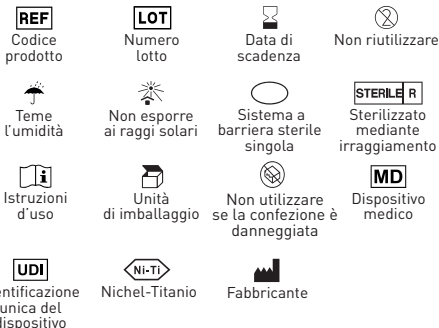 REF
Codice
prodotto
LOT
Numero
lotto
Data di
scadenza
2
Non riutilizzare
Teme
l'umidità
Non esporre
ai raggi solari
Sistema a
barriera sterile
singola
STERILE R
Sterilizzato
mediante
irraggiamento
i
Istruzioni
d'uso
Unità
di imballaggio
Non utilizzare
se la confezione è
danneggiata
MD
Dispositivo
medico
UDI
entificazione
unica del
dispositivo
Ni-Ti
Nichel-Titanio
Fabbricante